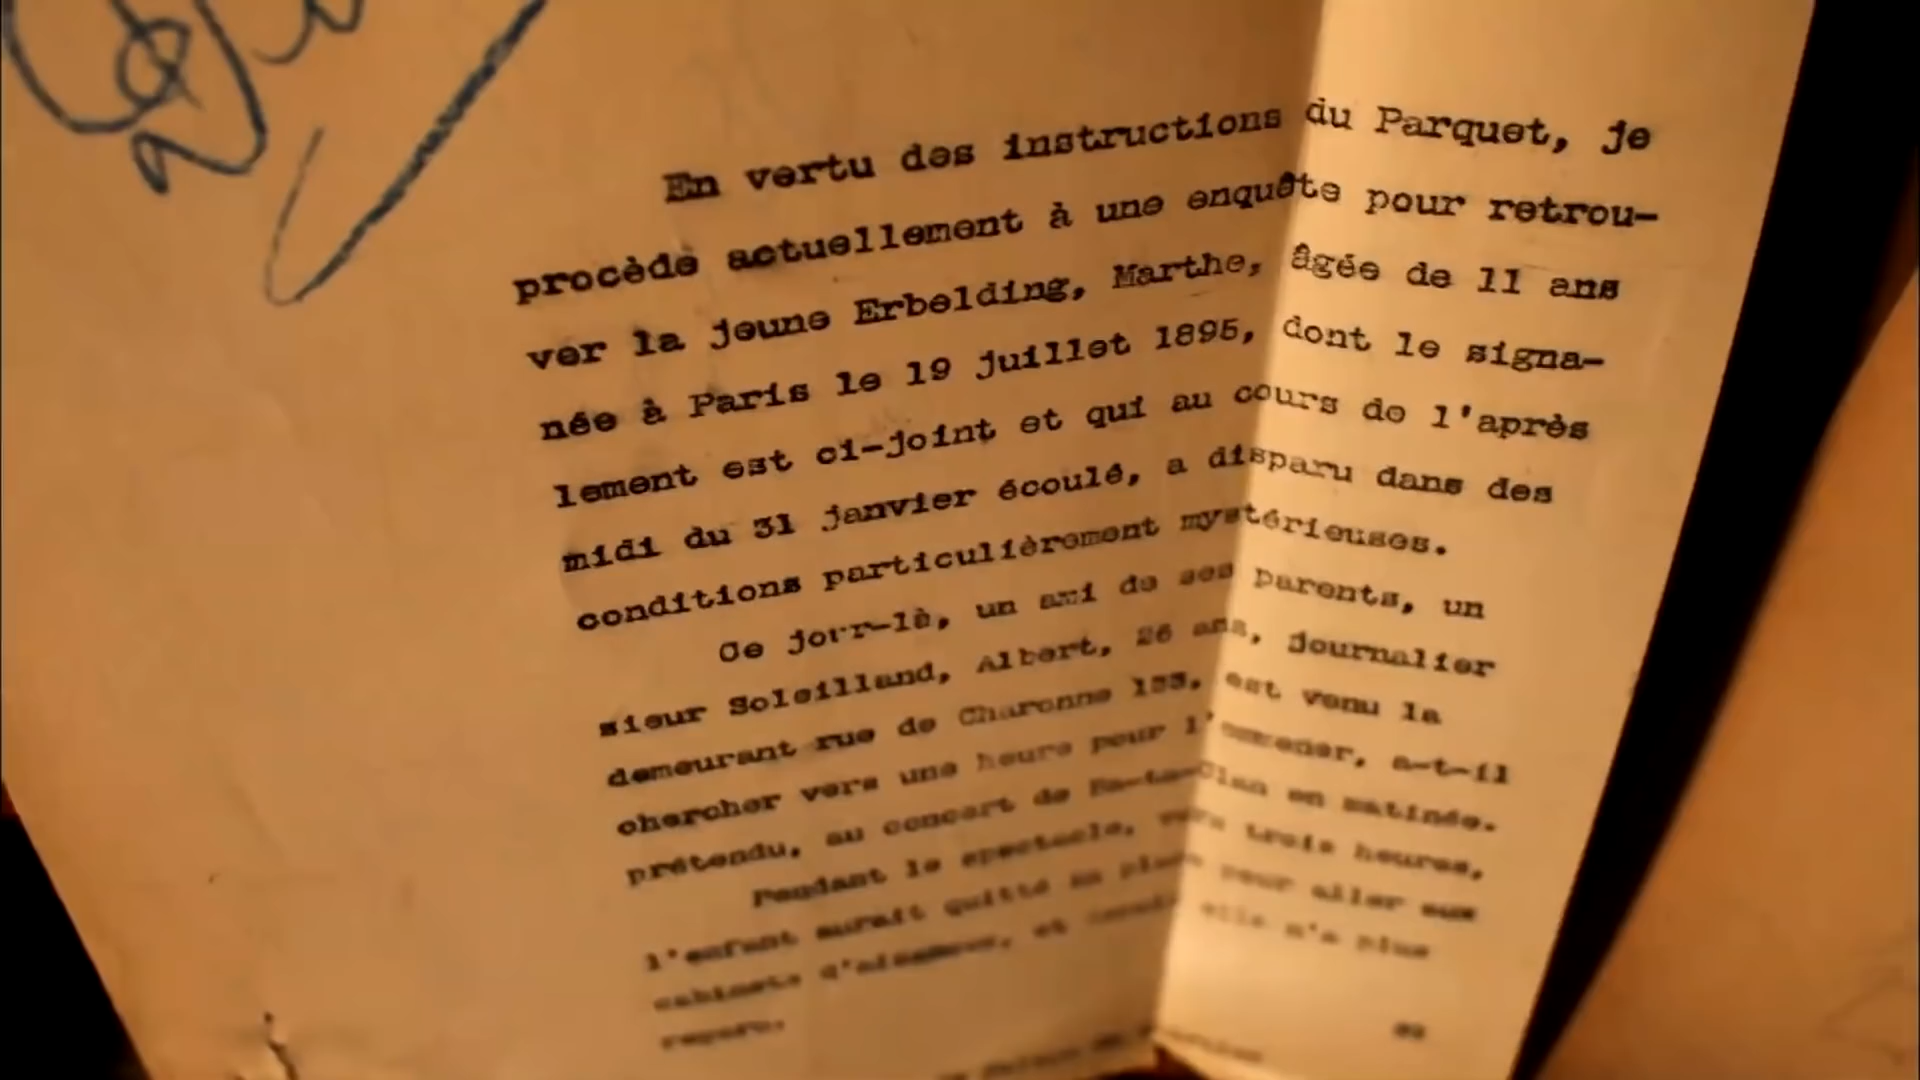 En vertu des instructions du Parquet, je
procède actuellement à une enquête pour retrou-
ver la jeune Erbelding, Marthe, âgée de 11 ans
née à Paris le 19 juillet 1895, dont le signa-
lement est ci-joint et qui au cours de l'après
midi du 31 janvier écoulé, a disparu dans des
conditions particulièrement mystérieuses.
Ce jorr-là, un ami de ses parents, un
sieur Soleilland, Albert, 26 ans, journalier
demeurant rue de Charonne 133, est venu la
chercher vers une heure pour l'emmener, a-t-il
prétendu, au concert de Ba-ta-Clan en matinée.
Pendant le spectacle, vers trois heures,
l'enfant aurait quitté sa place pour aller aux
cabinets d'aisances, et elle n'a plus
reparu.